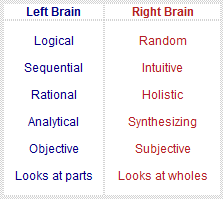 Left Brain Right Brain
Logical Random
Sequential Intuitive
Rational Holistic
Analytical Synthesizing
Objective Subjective
Looks at parts Looks at wholes